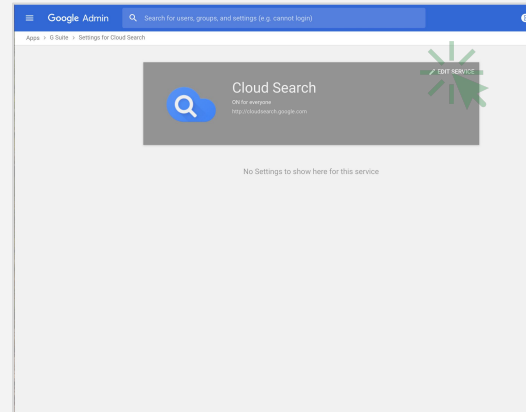 Google Admin
Search for users, groups, and settings (e.g. cannot login)
Apps > G Suite > Settings for Cloud Search
EDIT SERVICE
Cloud Search
ON for everyone
http://cloudsearch.google.com
No Settings to show here for this service